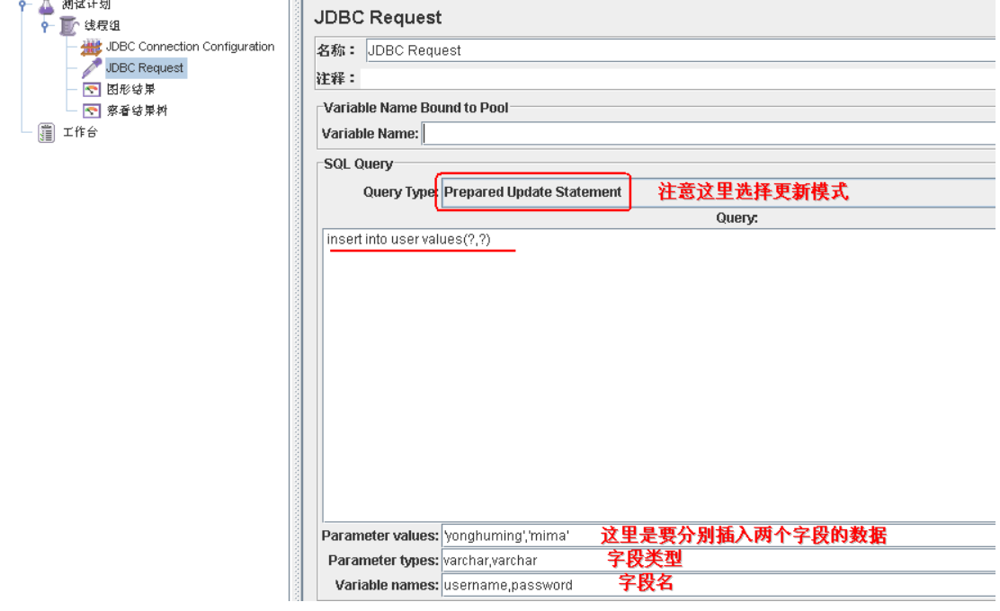 测试计划
线程组
JDBC Connection Configuration
JDBC Request
图形结果
察看结果树
工作台
JDBC Request
名称： JDBC Request
注释：
Variable Name Bound to Pool
Variable Name:
SQL Query
Query Type: Prepared Update Statement 注意这里选择更新模式
Query:
insert into user values(?,?)
Parameter values: 'yonghuming','mima' 这里是要分别插入两个字段的数据
Parameter types: varchar,varchar 字段类型
Variable names: username,password 字段名